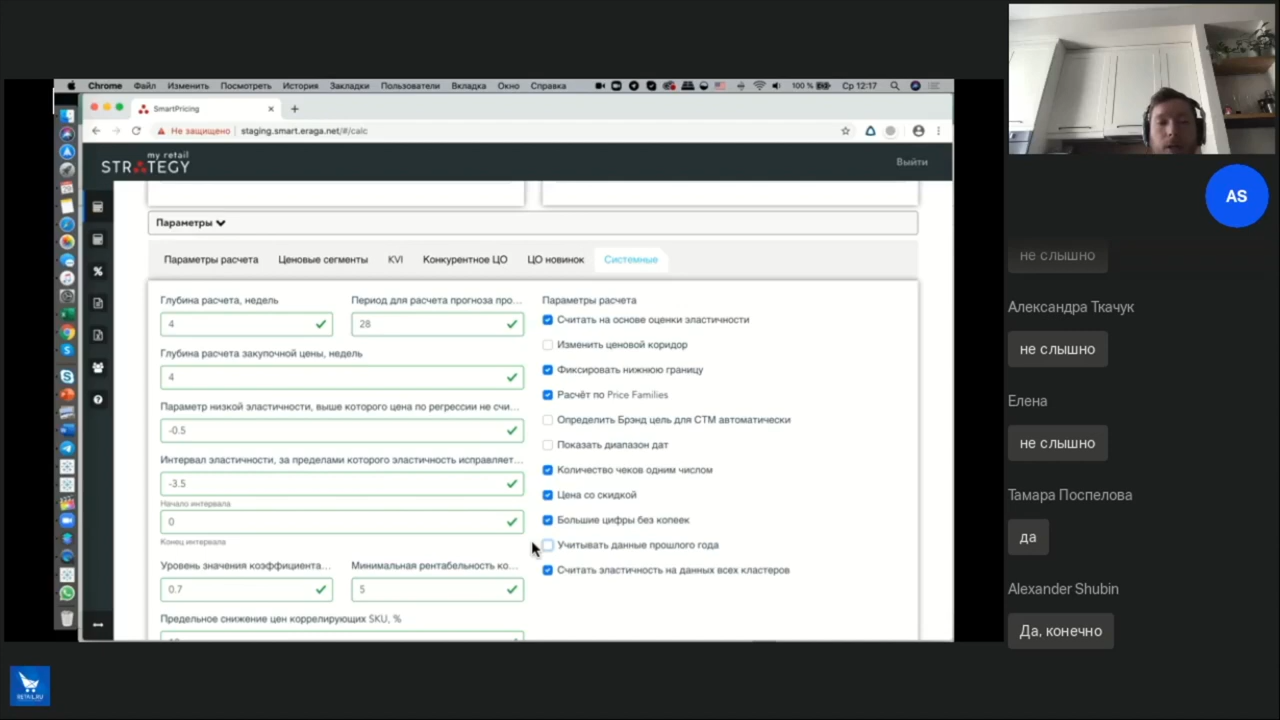 Chrome Файл Изменить Посмотреть История Закладки Пользователи Вкладка Окно Справка 100 % Ср 12:17
SmartPricing
Не защищено staging.smart.eraga.net/#/calc
my retail
STRATEGY
Выйти
Параметры
Параметры расчета Ценовые сегменты KVI Конкурентное ЦО ЦО новинок Системные
Глубина расчета, недель
4
Период для расчета прогноза про...
28
Глубина расчета закупочной цены, недель
4
Параметр низкой эластичности, выше которого цена по регрессии не счи...
-0.5
Интервал эластичности, за пределами которого эластичность исправляет...
-3.5
Начало интервала
0
Конец интервала
Уровень значения коэффициента...
0.7
Минимальная рентабельность ко...
5
Предельное снижение цен коррелирующих SKU, %
Параметры расчета
Считать на основе оценки эластичности
Изменить ценовой коридор
Фиксировать нижнюю границу
Расчёт по Price Families
Определить Брэнд цель для СТМ автоматически
Показать диапазон дат
Количество чеков одним числом
Цена со скидкой
Большие цифры без копеек
Учитывать данные прошлого года
Считать эластичность на данных всех кластеров
AS
не слышно
Александра Ткачук
не слышно
Елена
не слышно
Тамара Поспелова
да
Alexander Shubin
Да, конечно
RETAIL.RU